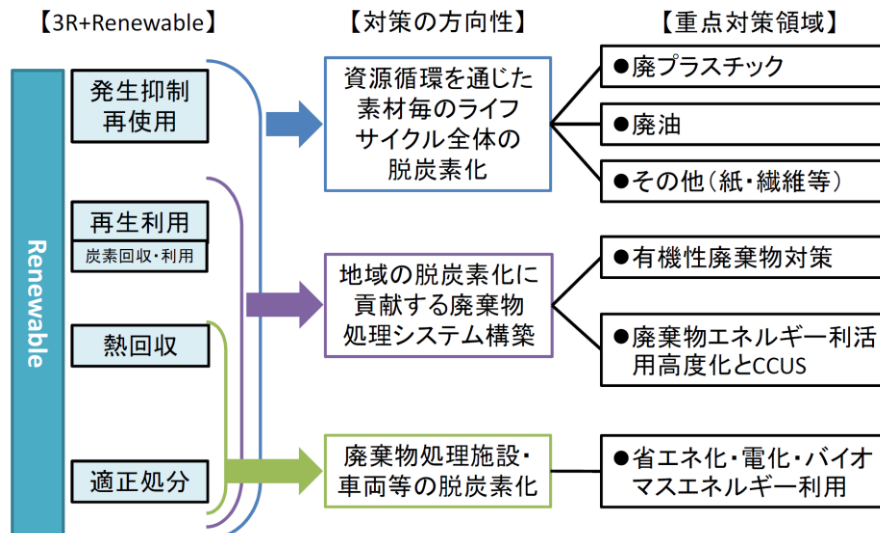 【3R+Renewable】
【対策の方向性】
【重点対策領域】
Renewable
発生抑制
再使用
再生利用
炭素回収・利用
熱回収
適正処分
資源循環を通じた
素材毎のライフ
サイクル全体の
脱炭素化
地域の脱炭素化に
貢献する廃棄物
処理システム構築
廃棄物処理施設・
車両等の脱炭素化
●廃プラスチック
●廃油
●その他(紙・繊維等)
●有機性廃棄物対策
●廃棄物エネルギー利活
用高度化とCCUS
●省エネ化・電化・バイオ
マスエネルギー利用